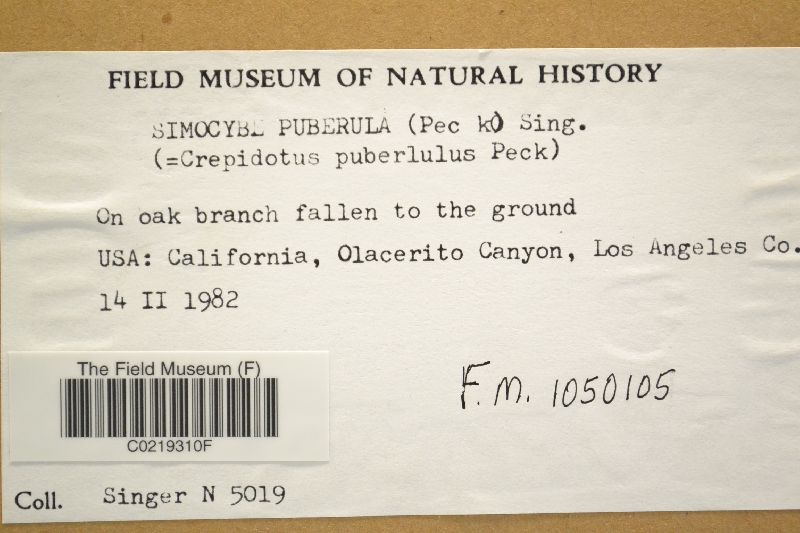 FIELD MUSEUM OF NATURAL HISTORY
SIMOCYBE PUBERULA (Pec k) Sing.
(=Crepidotus puberlulus Peck)
On oak branch fallen to the ground
USA: California, Olacerito Canyon, Los Angeles Co.
14 II 1982
The Field Museum (F)
C0219310F
F.M. 1050105
Coll. Singer N 5019